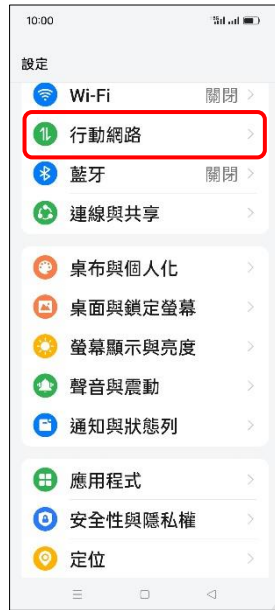 10:00
設定
Wi-Fi 關閉
行動網路
藍牙 關閉
連線與共享
桌布與個人化
桌面與鎖定螢幕
螢幕顯示與亮度
聲音與震動
通知與狀態列
應用程式
安全性與隱私權
定位